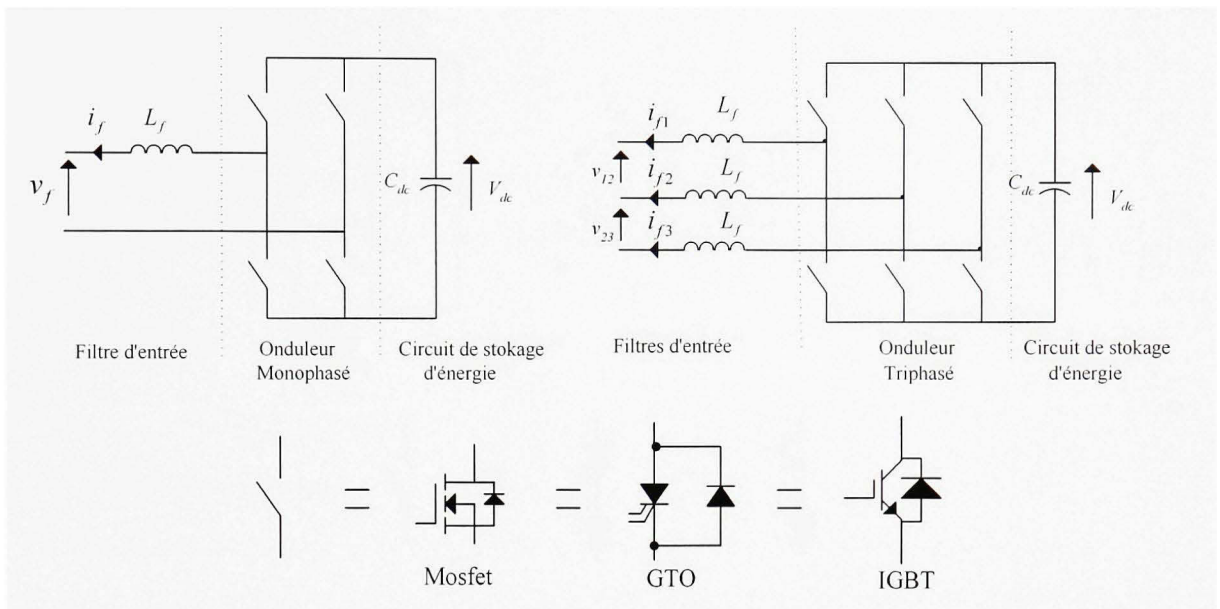 i_f L_f
v_f
C_dc
V_dc
Filtre d'entrée
Onduleur
Monophasé
Circuit de stokage
d'énergie
i_f1 L_f
v_12
i_f2 L_f
v_23
i_f3 L_f
C_dc
V_dc
Filtres d'entrée
Onduleur
Triphasé
Circuit de stokage
d'énergie
= = =
Mosfet
GTO
IGBT